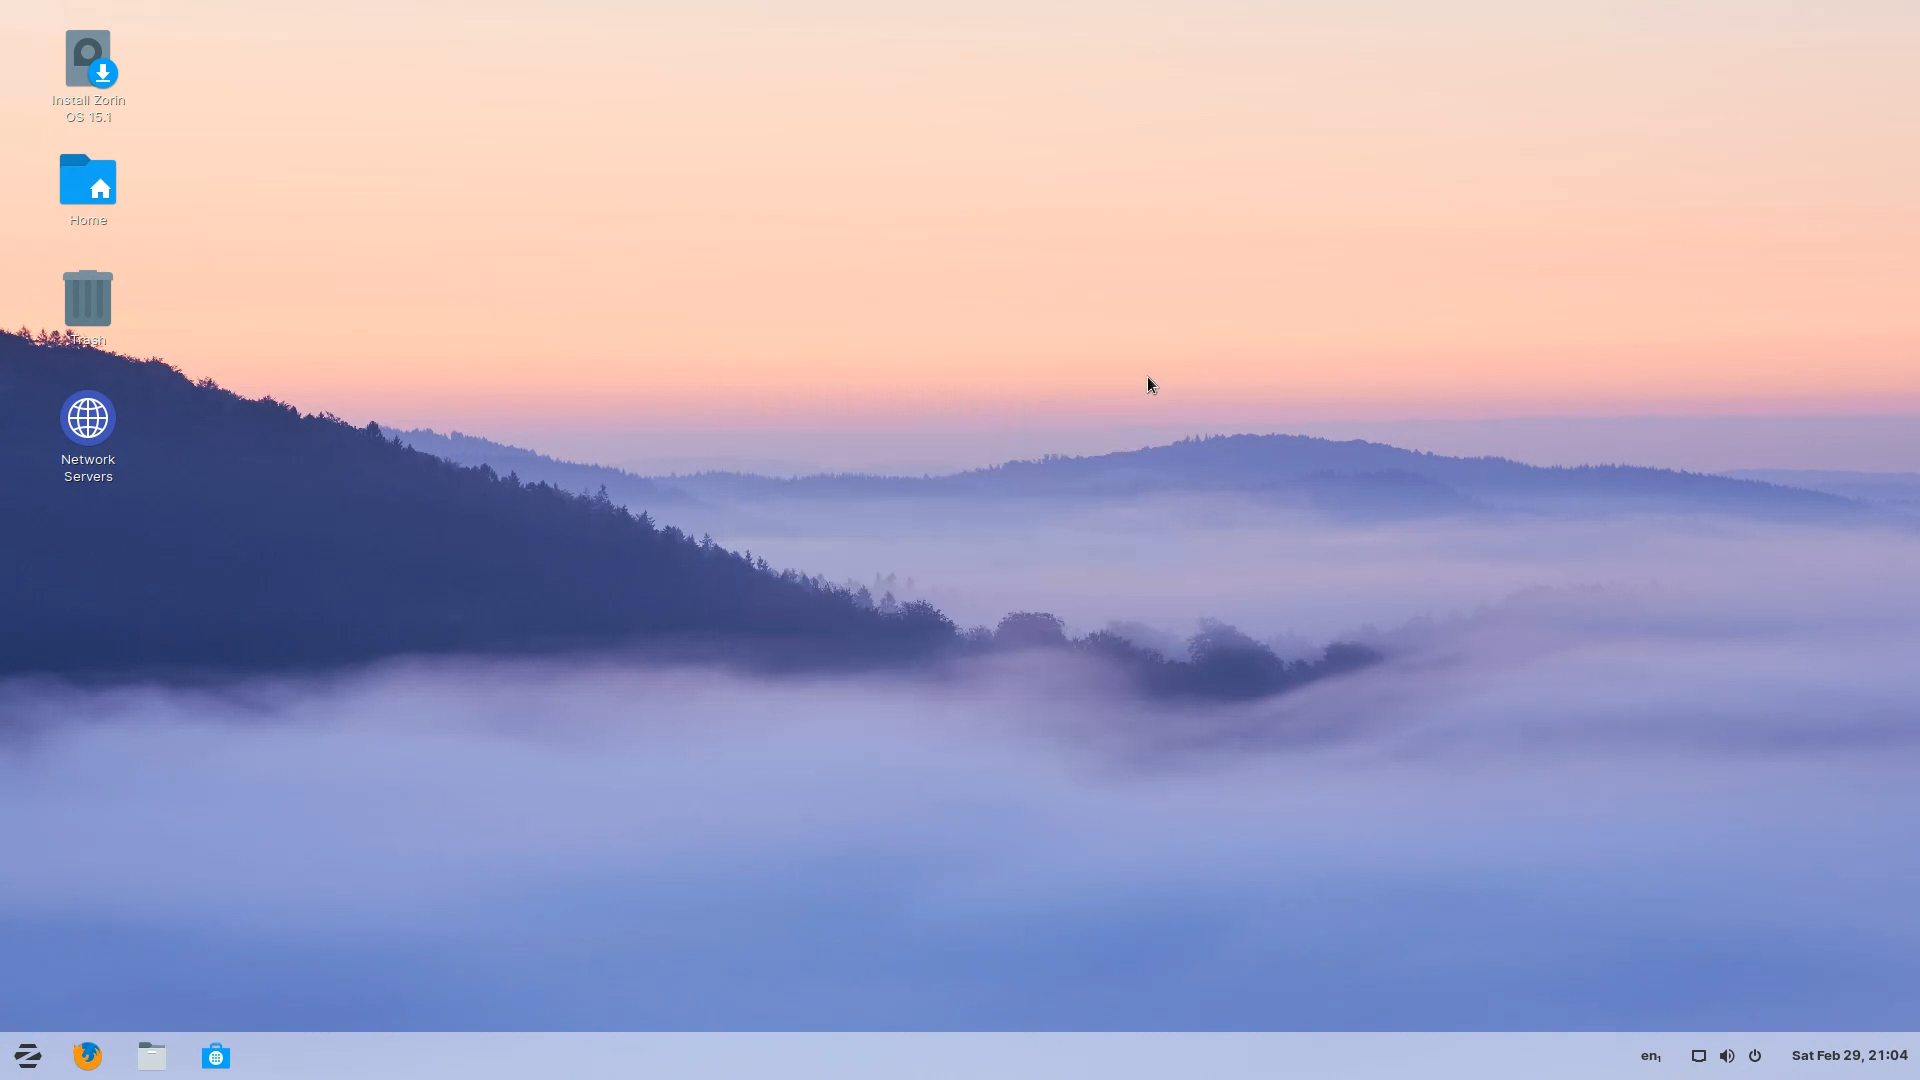 Install Zorin
OS 15.1
Home
Trash
Network
Servers
en₁
Sat Feb 29, 21:04